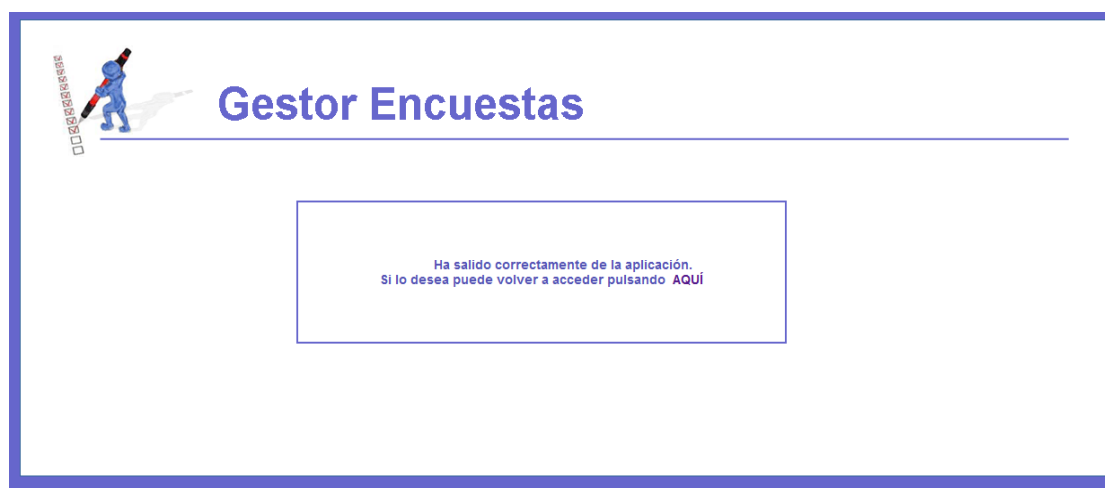 Gestor Encuestas
Ha salido correctamente de la aplicación.
Si lo desea puede volver a acceder pulsando AQUÍ